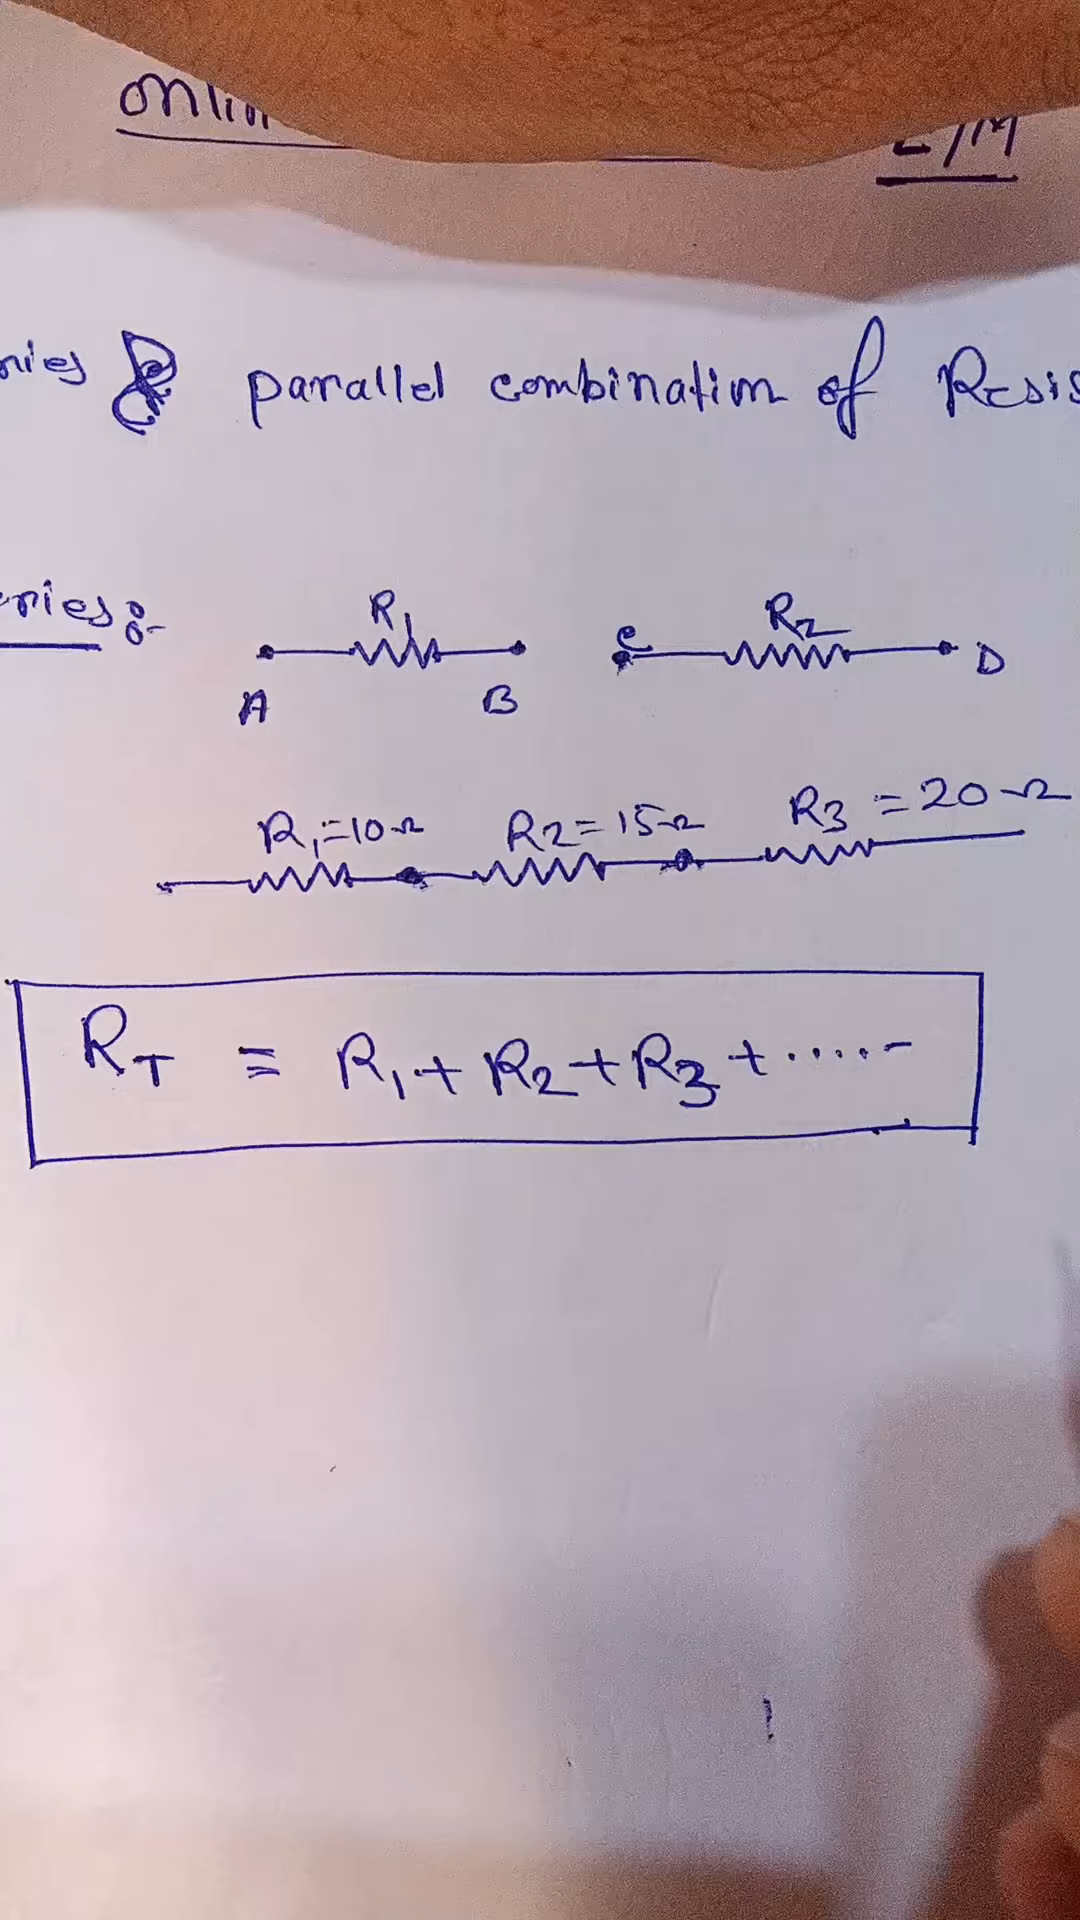 parallel combination of
R1 R2
A B C D
R1=10Ω R2=15Ω R3=20Ω
RT = R1+R2+R3+.....-